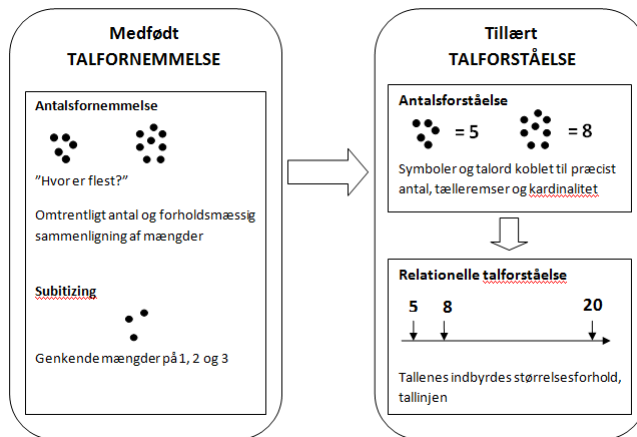 Medfødt
TALFORNEMMELSE
Antalsfornemmelse
"Hvor er flest?"
Omtrentligt antal og forholdsmæssig
sammenligning af mængder
Subitizing
Genkende mængder på 1, 2 og 3
Tillært
TALFORSTÅELSE
Antalsforståelse
= 5
= 8
Symboler og talord koblet til præcist
antal, tælleremser og kardinalitet
Relationelle talforståelse
5 8 20
Tallenes indbyrdes størrelsesforhold,
tallinjen